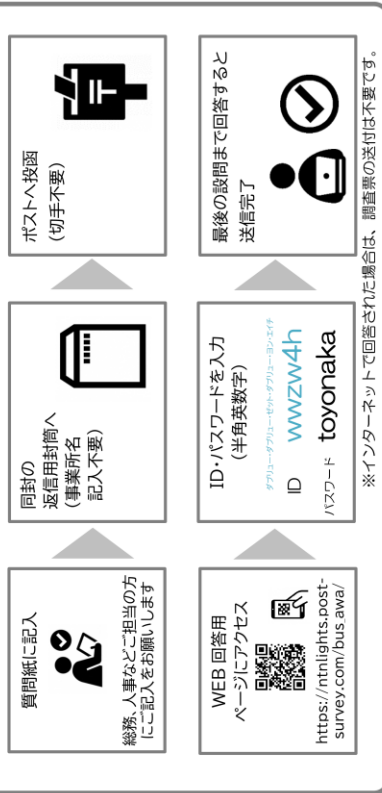 質問紙に記入
総務、人事などご担当の方
にご記入をお願いします
同封の
返信用封筒へ
(事業所名
記入不要)
ポストへ投函
(切手不要)
WEB 回答用
ページにアクセス
https://ntnlights.post-
survey.com/bus_awa/
ID・パスワードを入力
(半角英数字)
ダブリュー・ダブリュー・ゼット・ダブリュー・ヨン・エイチ
ID wwzw4h
パスワード toyonaka
最後の設問まで回答すると
送信完了
※インターネットで回答された場合は、調査票の送付は不要です。